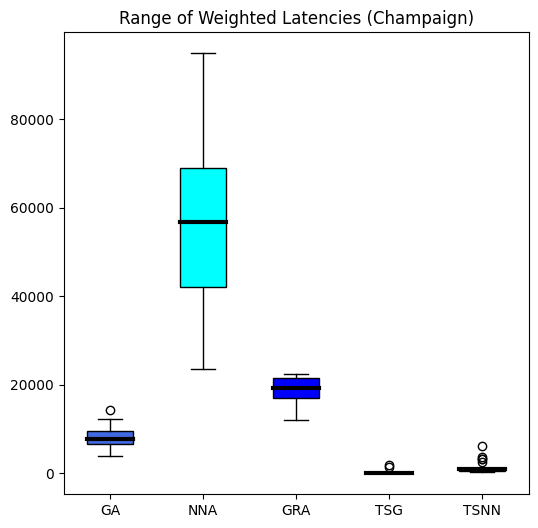 Range of Weighted Latencies (Champaign)
80000
60000
40000
20000
0
GA NNA GRA TSG TSNN